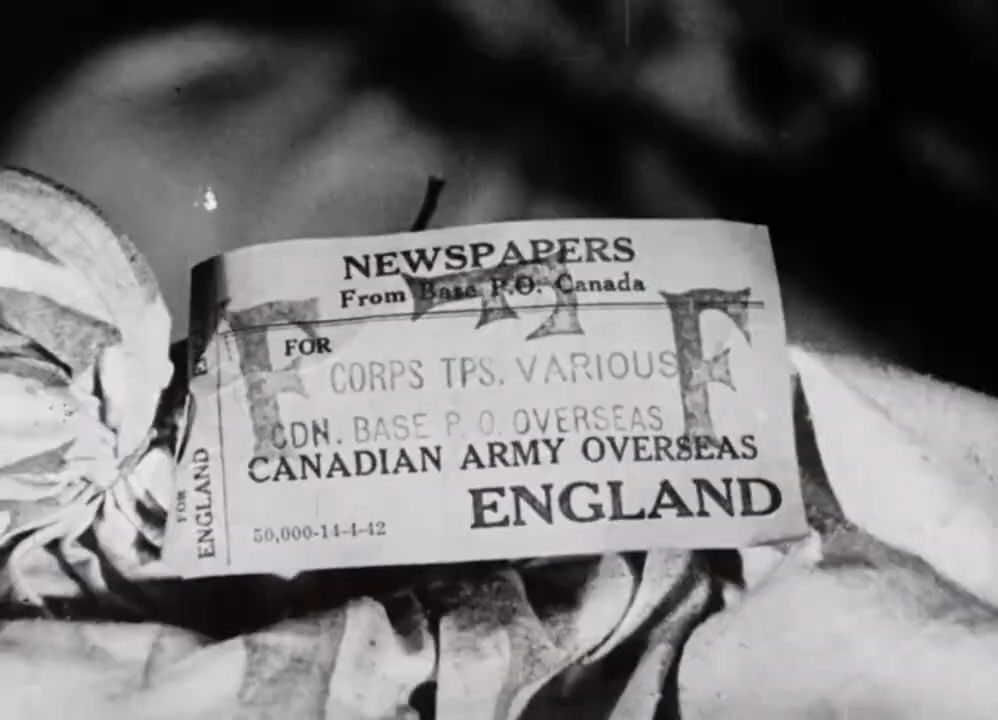 NEWSPAPERS
From Base P.O. Canada
FOR
CORPS TPS. VARIOUS
CDN. BASE P.O. OVERSEAS
CANADIAN ARMY OVERSEAS
ENGLAND
50,000-14-4-42
FOR
ENGLAND
F F